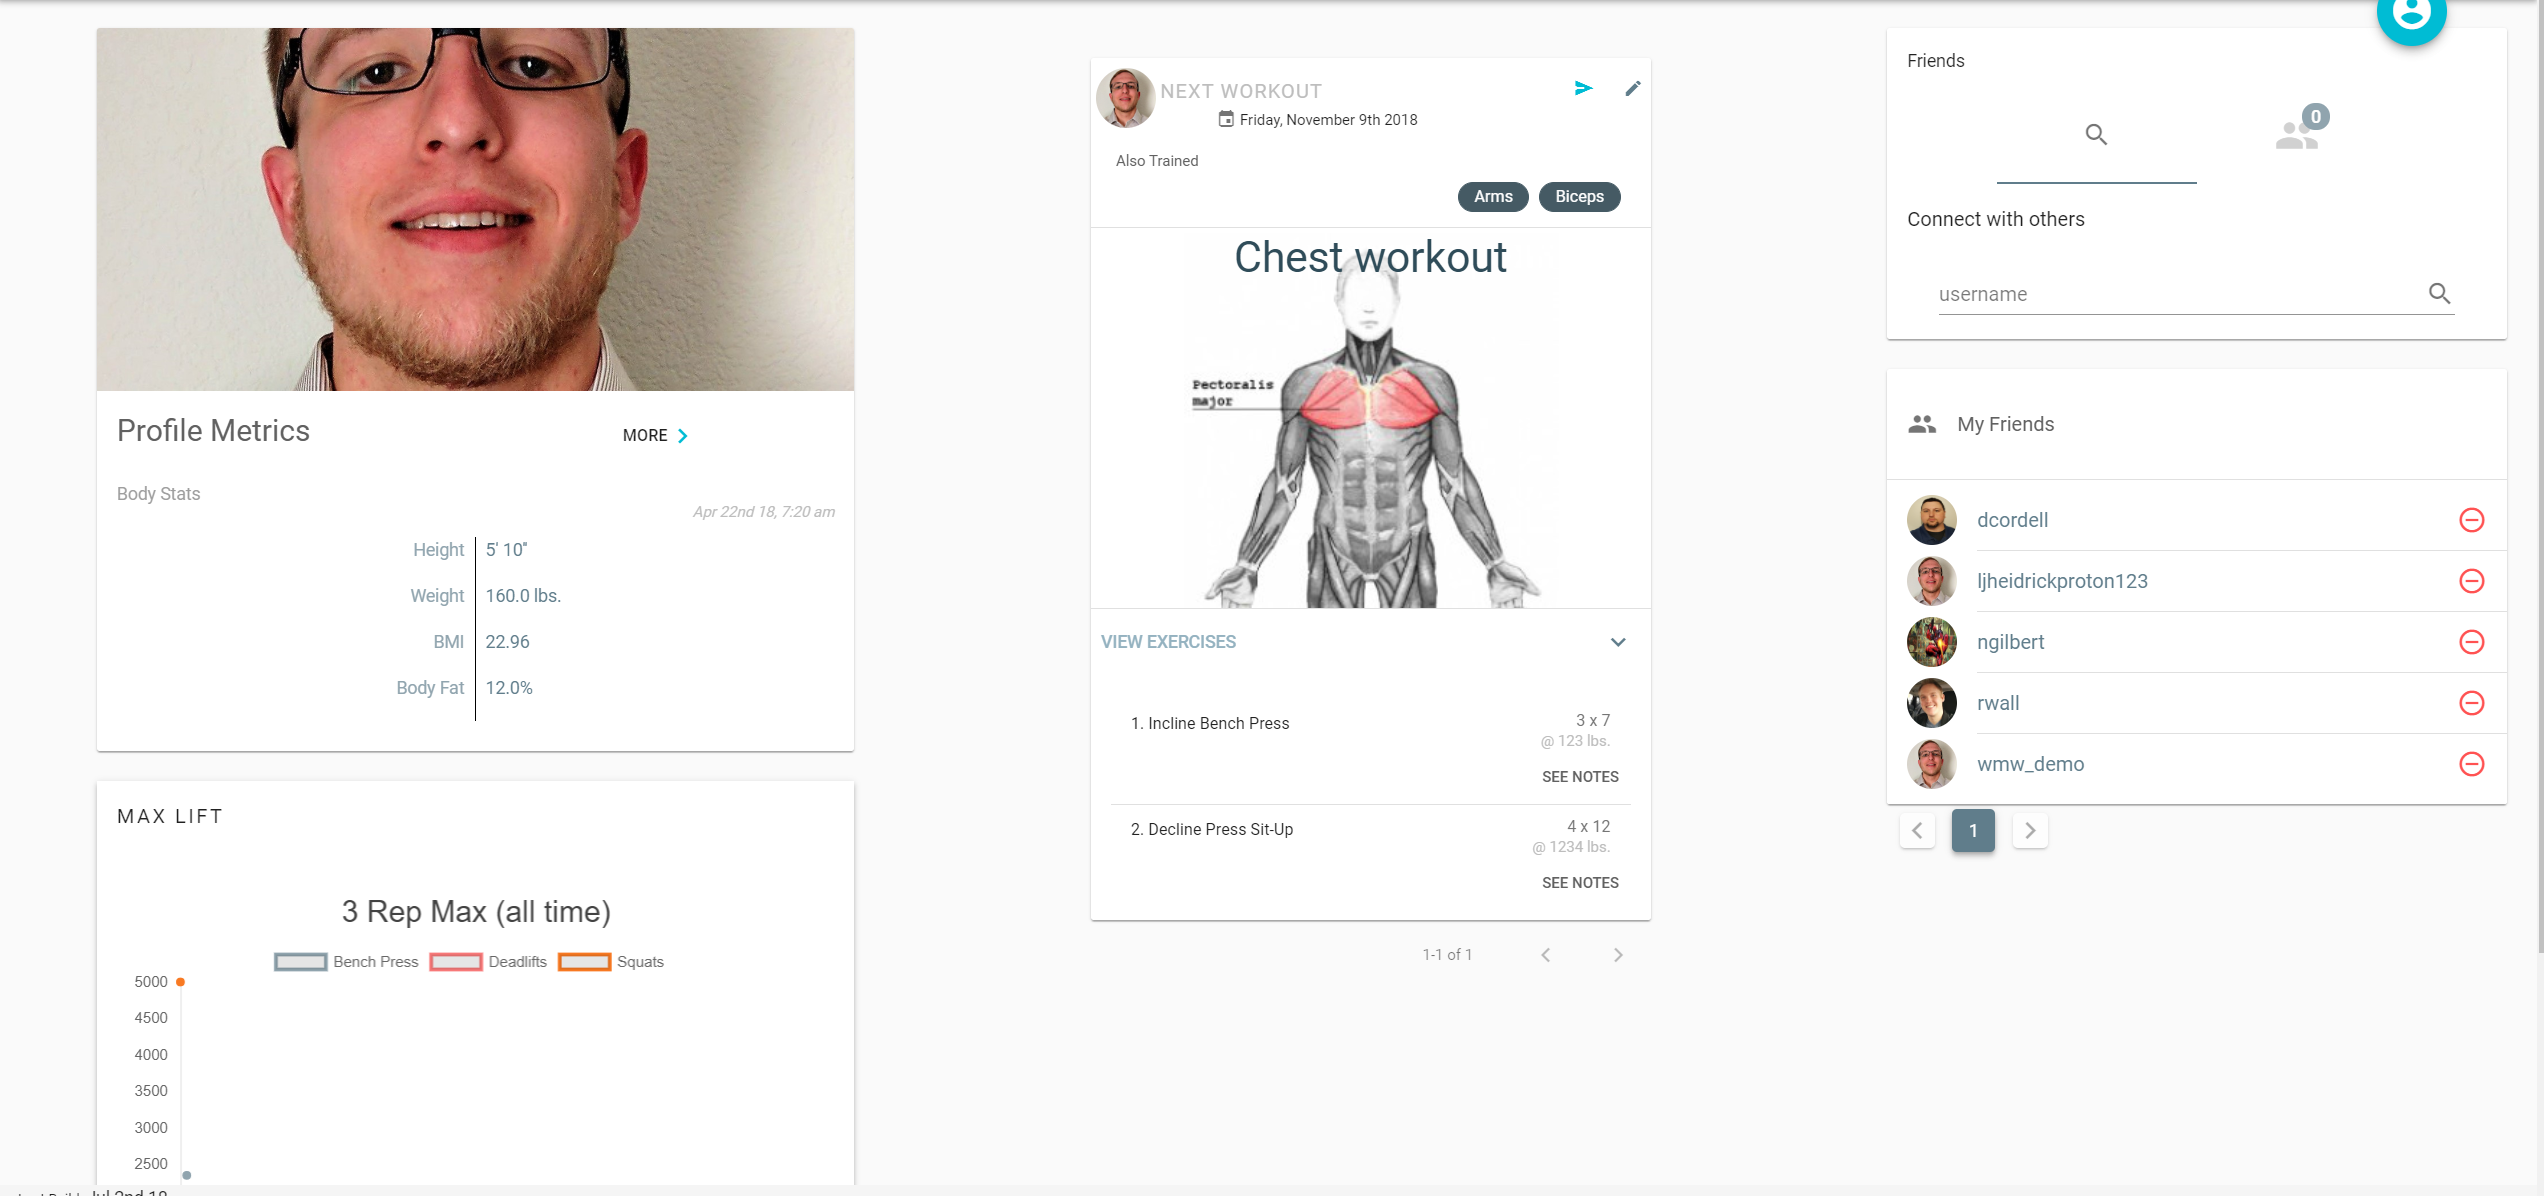 Profile Metrics
MORE
Body Stats
Apr 22nd 18, 7:20 am
Height 5' 10"
Weight 160.0 lbs.
BMI 22.96
Body Fat 12.0%
MAX LIFT
3 Rep Max (all time)
Bench Press Deadlifts Squats
5000
4500
4000
3500
3000
2500
Jul 2nd 18
NEXT WORKOUT
Friday, November 9th 2018
Also Trained
Arms Biceps
Chest workout
Pectoralis
major
VIEW EXERCISES
1. Incline Bench Press 3 x 7
@ 123 lbs.
SEE NOTES
2. Decline Press Sit-Up 4 x 12
@ 1234 lbs.
SEE NOTES
1-1 of 1
Friends
0
Connect with others
username
My Friends
dcordell
ljheidrickproton123
ngilbert
rwall
wmw_demo
1